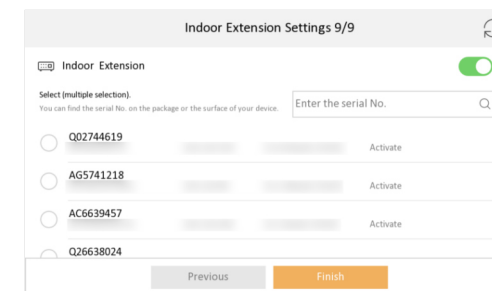 Indoor Extension Settings 9/9
Indoor Extension
Select (multiple selection).
You can find the serial No. on the package or the surface of your device.
Enter the serial No.
Q02744619
Activate
AG5741218
Activate
AC6639457
Activate
Q26638024
Previous
Finish